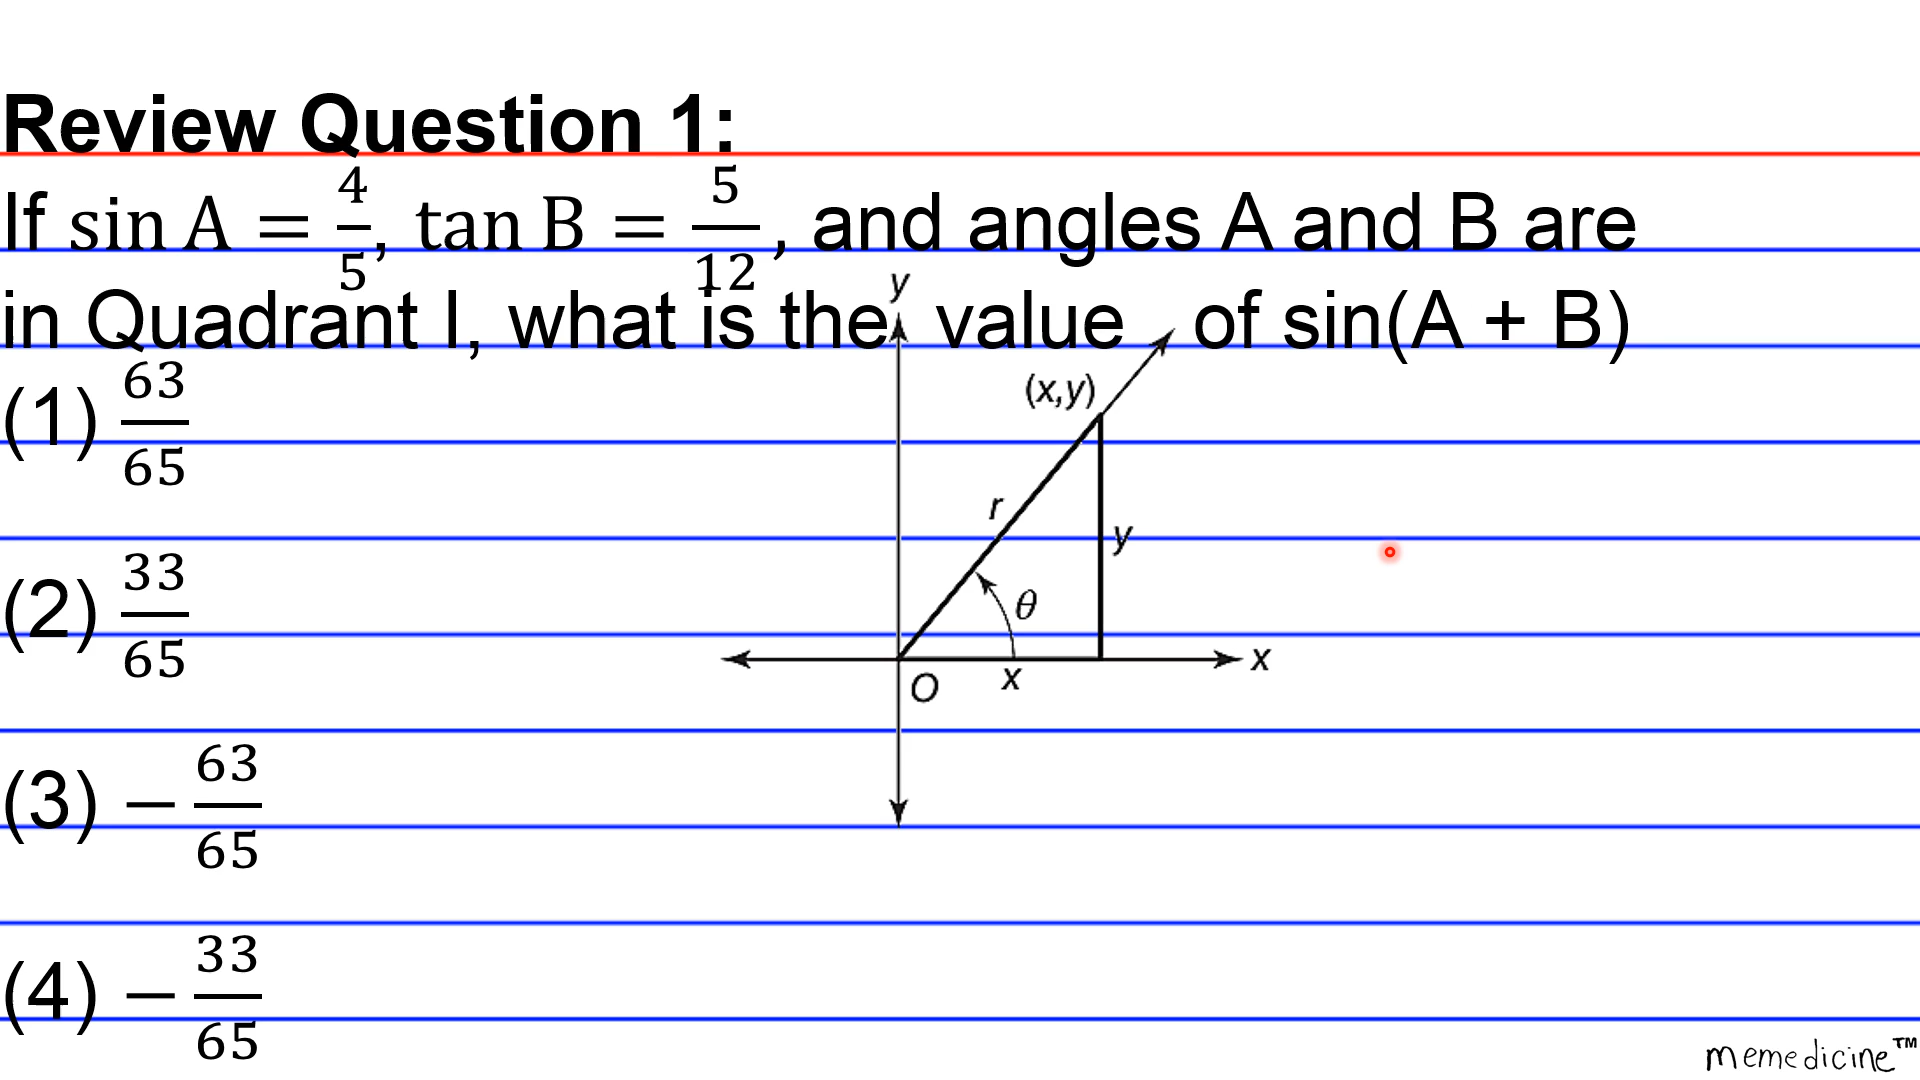 Review Question 1:
If sin A = 4/5, tan B = 5/12, and angles A and B are
in Quadrant I, what is the value of sin(A + B)
(1) 63/65
(2) 33/65
(3) − 63/65
(4) − 33/65
y
(x,y)
r
y
θ
x
O
x
memedicine™